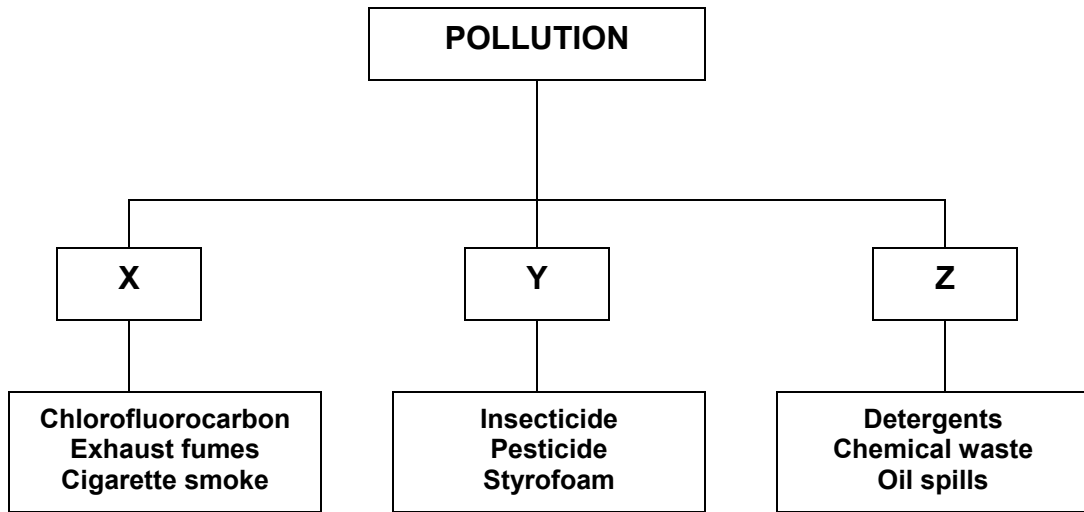 POLLUTION
X
Y
Z
Chlorofluorocarbon
Exhaust fumes
Cigarette smoke
Insecticide
Pesticide
Styrofoam
Detergents
Chemical waste
Oil spills